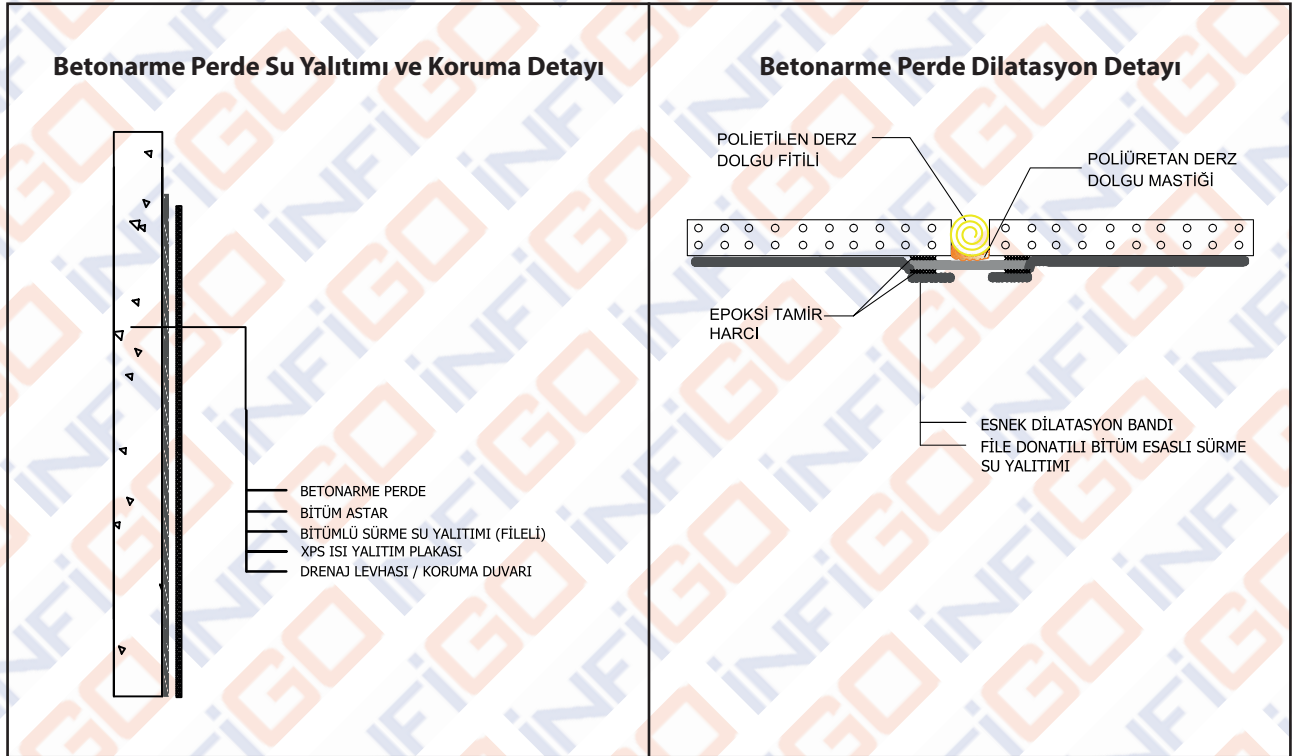 Betonarme Perde Su Yalıtımı ve Koruma Detayı
BETONARME PERDE
BİTÜM ASTAR
BİTÜMLÜ SÜRME SU YALITIMI (FİLELİ)
XPS ISI YALITIM PLAKASI
DRENAJ LEVHASI / KORUMA DUVARI
Betonarme Perde Dilatasyon Detayı
POLİETİLEN DERZ
DOLGU FİTİLİ
POLİÜRETAN DERZ
DOLGU MASTİĞİ
EPOKSİ TAMİR
HARCI
ESNEK DİLATASYON BANDI
FİLE DONATILI BİTÜM ESASLI SÜRME
SU YALITIMI
iNFiGO